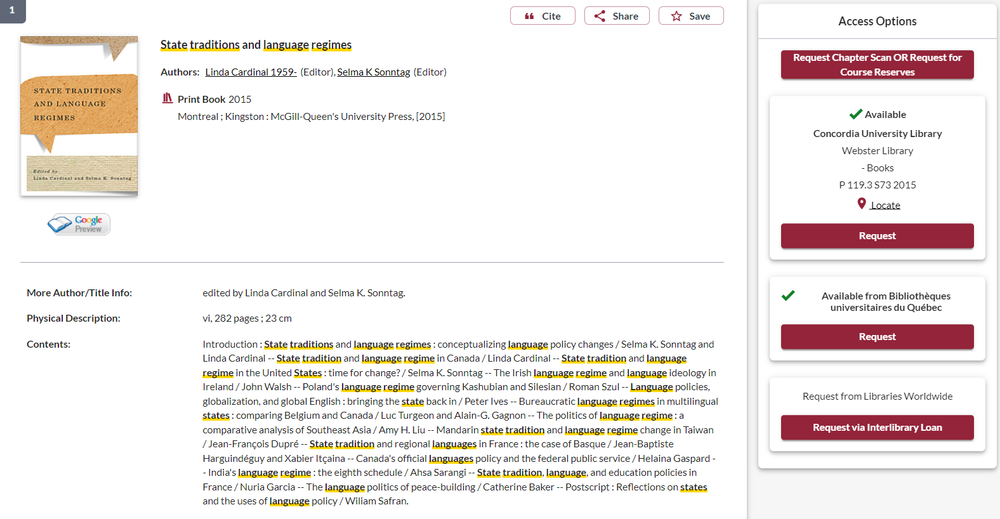 1
Cite
Share
Save
STATE TRADITIONS
AND LANGUAGE
REGIMES
Edited by
Linda Cardinal and Selma K. Sonntag
Google
Preview
State traditions and language regimes
Authors: Linda Cardinal 1959- (Editor), Selma K Sonntag (Editor)
Print Book 2015
Montreal ; Kingston : McGill-Queen's University Press, [2015]
More Author/Title Info: edited by Linda Cardinal and Selma K. Sonntag.
Physical Description: vi, 282 pages ; 23 cm
Contents: Introduction : State traditions and language regimes : conceptualizing language policy changes / Selma K. Sonntag and
Linda Cardinal -- State tradition and language regime in Canada / Linda Cardinal -- State tradition and language
regime in the United States : time for change? / Selma K. Sonntag -- The Irish language regime and language ideology in
Ireland / John Walsh -- Poland's language regime governing Kashubian and Silesian / Roman Szul -- Language policies,
globalization, and global English : bringing the state back in / Peter Ives -- Bureaucratic language regimes in multilingual
states : comparing Belgium and Canada / Luc Turgeon and Alain-G. Gagnon -- The politics of language regime : a
comparative analysis of Southeast Asia / Amy H. Liu -- Mandarin state tradition and language regime change in Taiwan
/ Jean-François Dupré -- State tradition and regional languages in France : the case of Basque / Jean-Baptiste
Harguindéguy and Xabier Itçaina -- Canada's official languages policy and the federal public service / Helaina Gaspard -
- India's language regime : the eighth schedule / Ahsa Sarangi -- State tradition, language, and education policies in
France / Nuria Garcia -- The language politics of peace-building / Catherine Baker -- Postscript : Reflections on states
and the uses of language policy / Wiliam Safran.
Access Options
Request Chapter Scan OR Request for
Course Reserves
Available
Concordia University Library
Webster Library
- Books
P 119.3 S73 2015
Locate
Request
Available from Bibliothèques
universitaires du Québec
Request
Request from Libraries Worldwide
Request via Interlibrary Loan